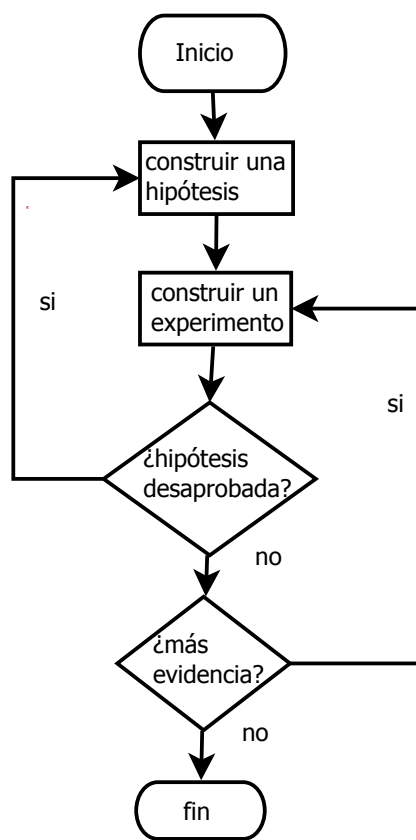 Inicio
construir una
hipótesis
construir un
experimento
si
si
¿hipótesis
desaprobada?
no
¿más
evidencia?
no
fin